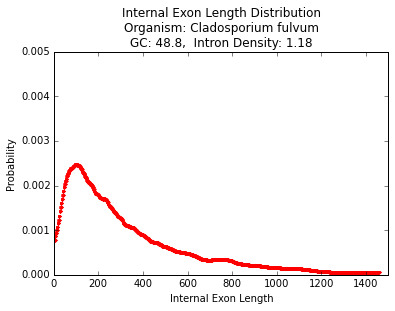 Internal Exon Length Distribution
Organism: Cladosporium fulvum
GC: 48.8,  Intron Density: 1.18
0.005
0.004
0.003
0.002
0.001
0.000
Probability
0 200 400 600 800 1000 1200 1400
Internal Exon Length